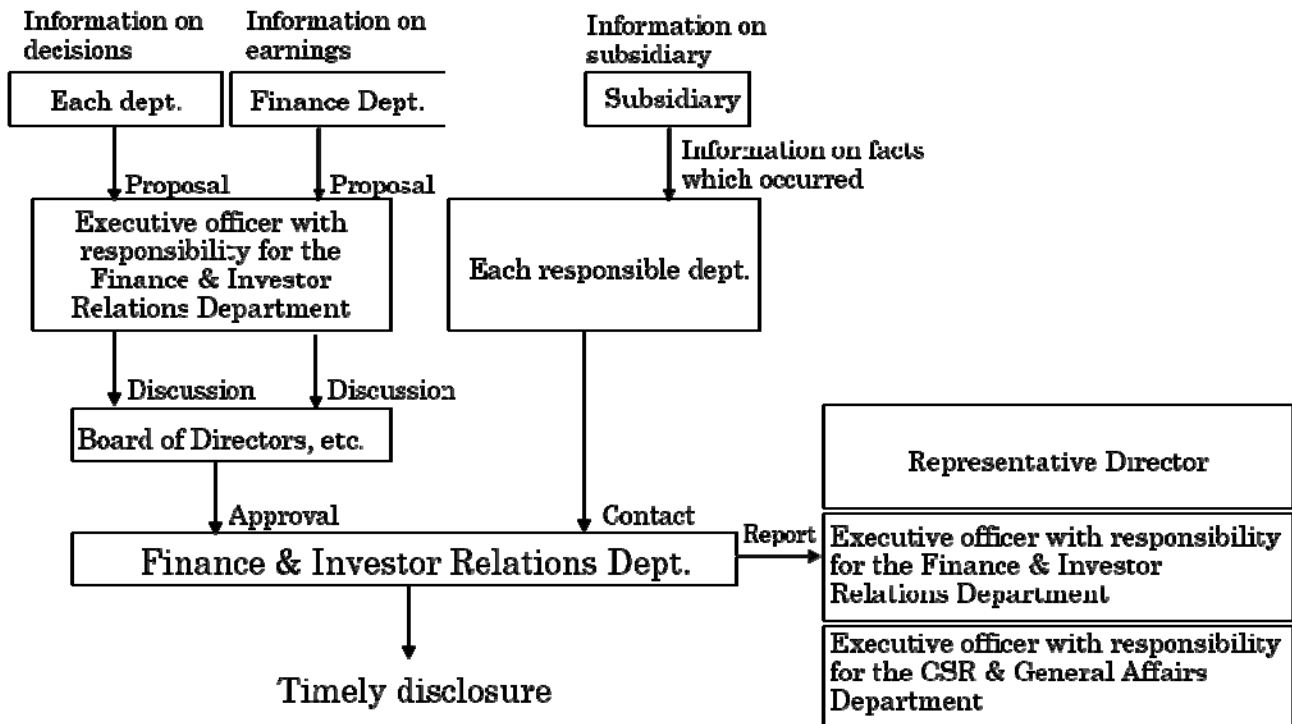 Information on
decisions
Information on
earnings
Information on
subsidiary
Each dept.
Finance Dept.
Subsidiary
Information on facts
which occurred
Proposal
Proposal
Executive officer with
responsibility for the
Finance & Investor
Relations Department
Each responsible dept.
Discussion
Discussion
Board of Directors, etc.
Representative Director
Approval
Contact
Report
Finance & Investor Relations Dept.
Executive officer with responsibility
for the Finance & Investor
Relations Department
Executive officer with responsibility
for the CSR & General Affairs
Department
Timely disclosure